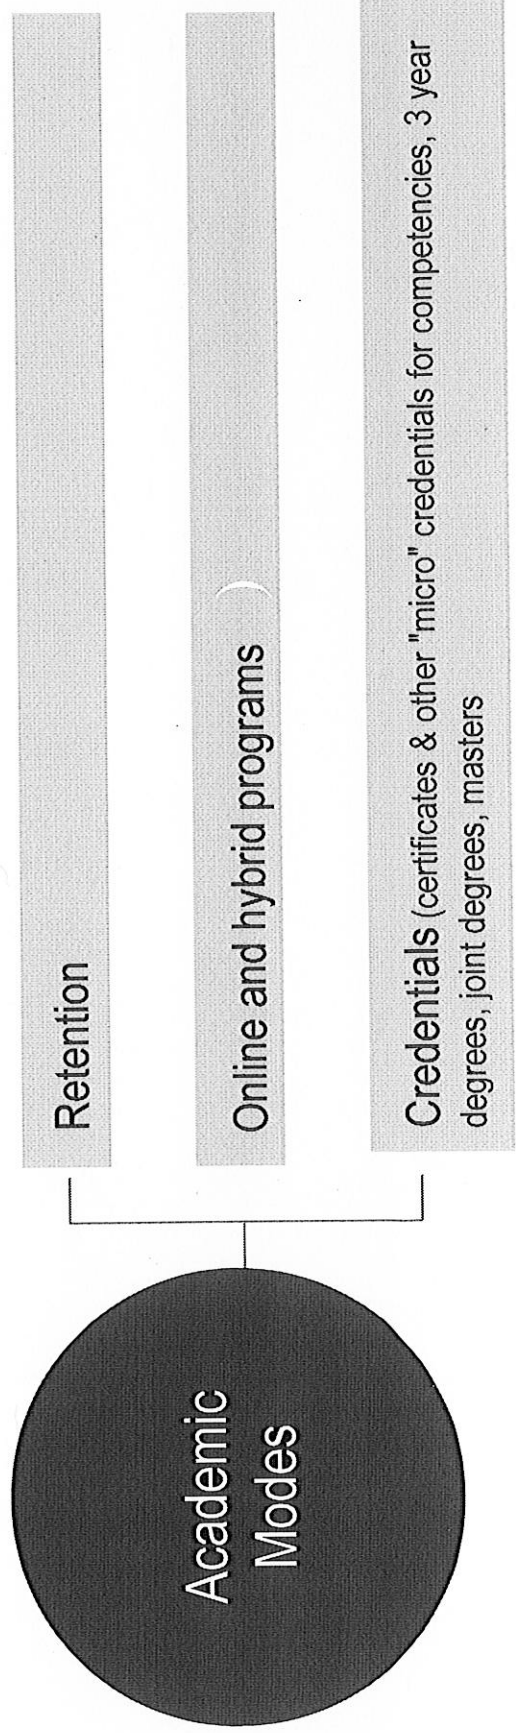 Academic
Modes
Retention
Online and hybrid programs )
Credentials (certificates & other "micro" credentials for competencies, 3 year
degrees, joint degrees, masters